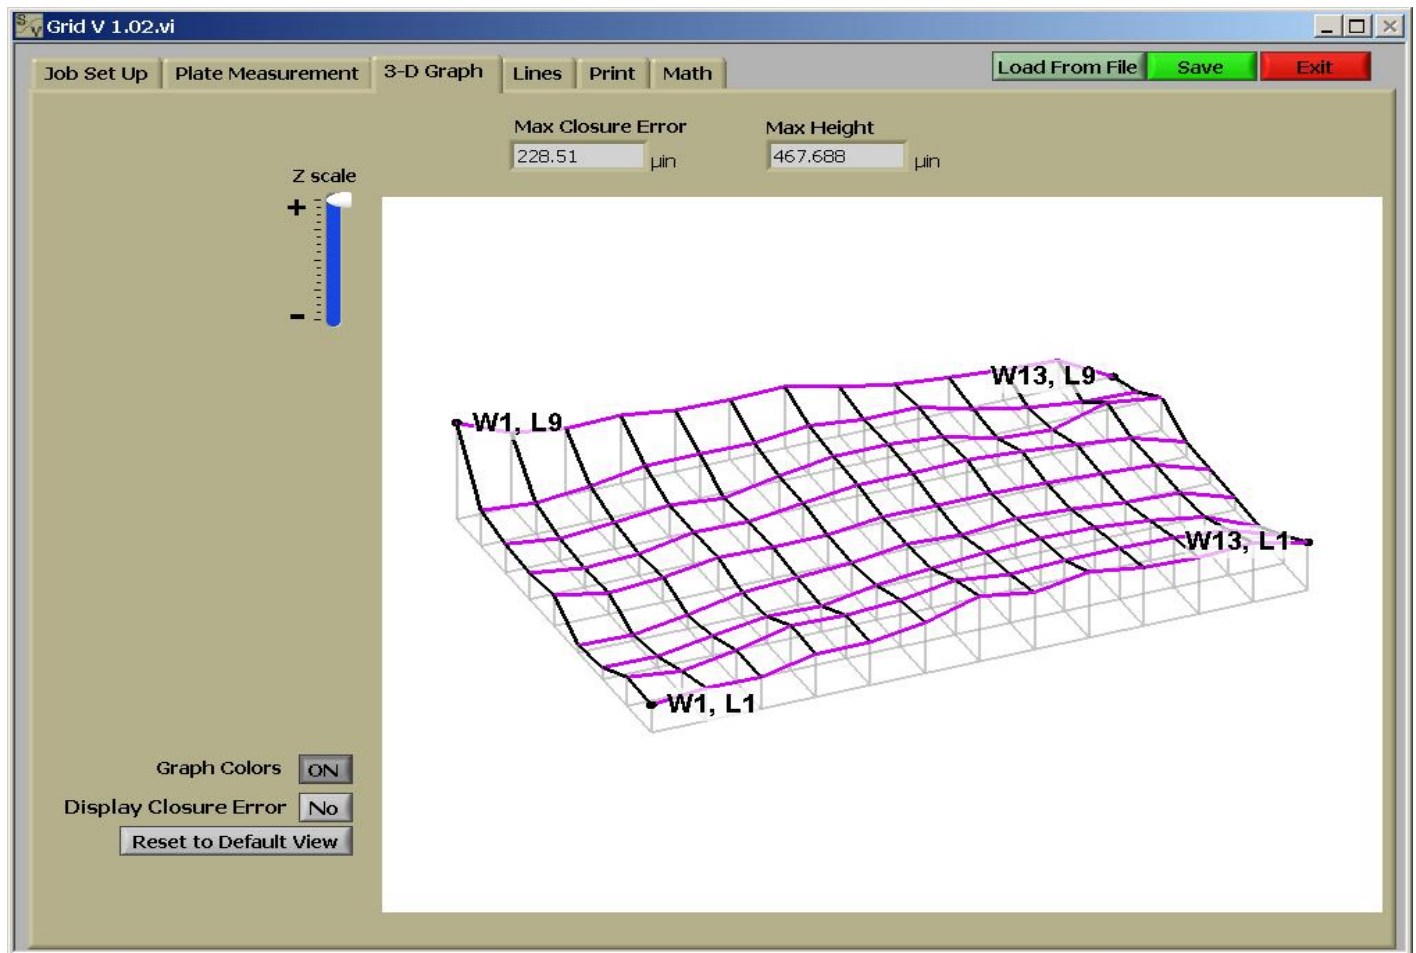 SV Grid V 1.02.vi
Job Set Up Plate Measurement 3-D Graph Lines Print Math Load From File Save Exit
Max Closure Error Max Height
228.51 µin 467.688 µin
Z scale
+
-
W13, L9
W1, L9
W13, L1
W1, L1
Graph Colors ON
Display Closure Error No
Reset to Default View